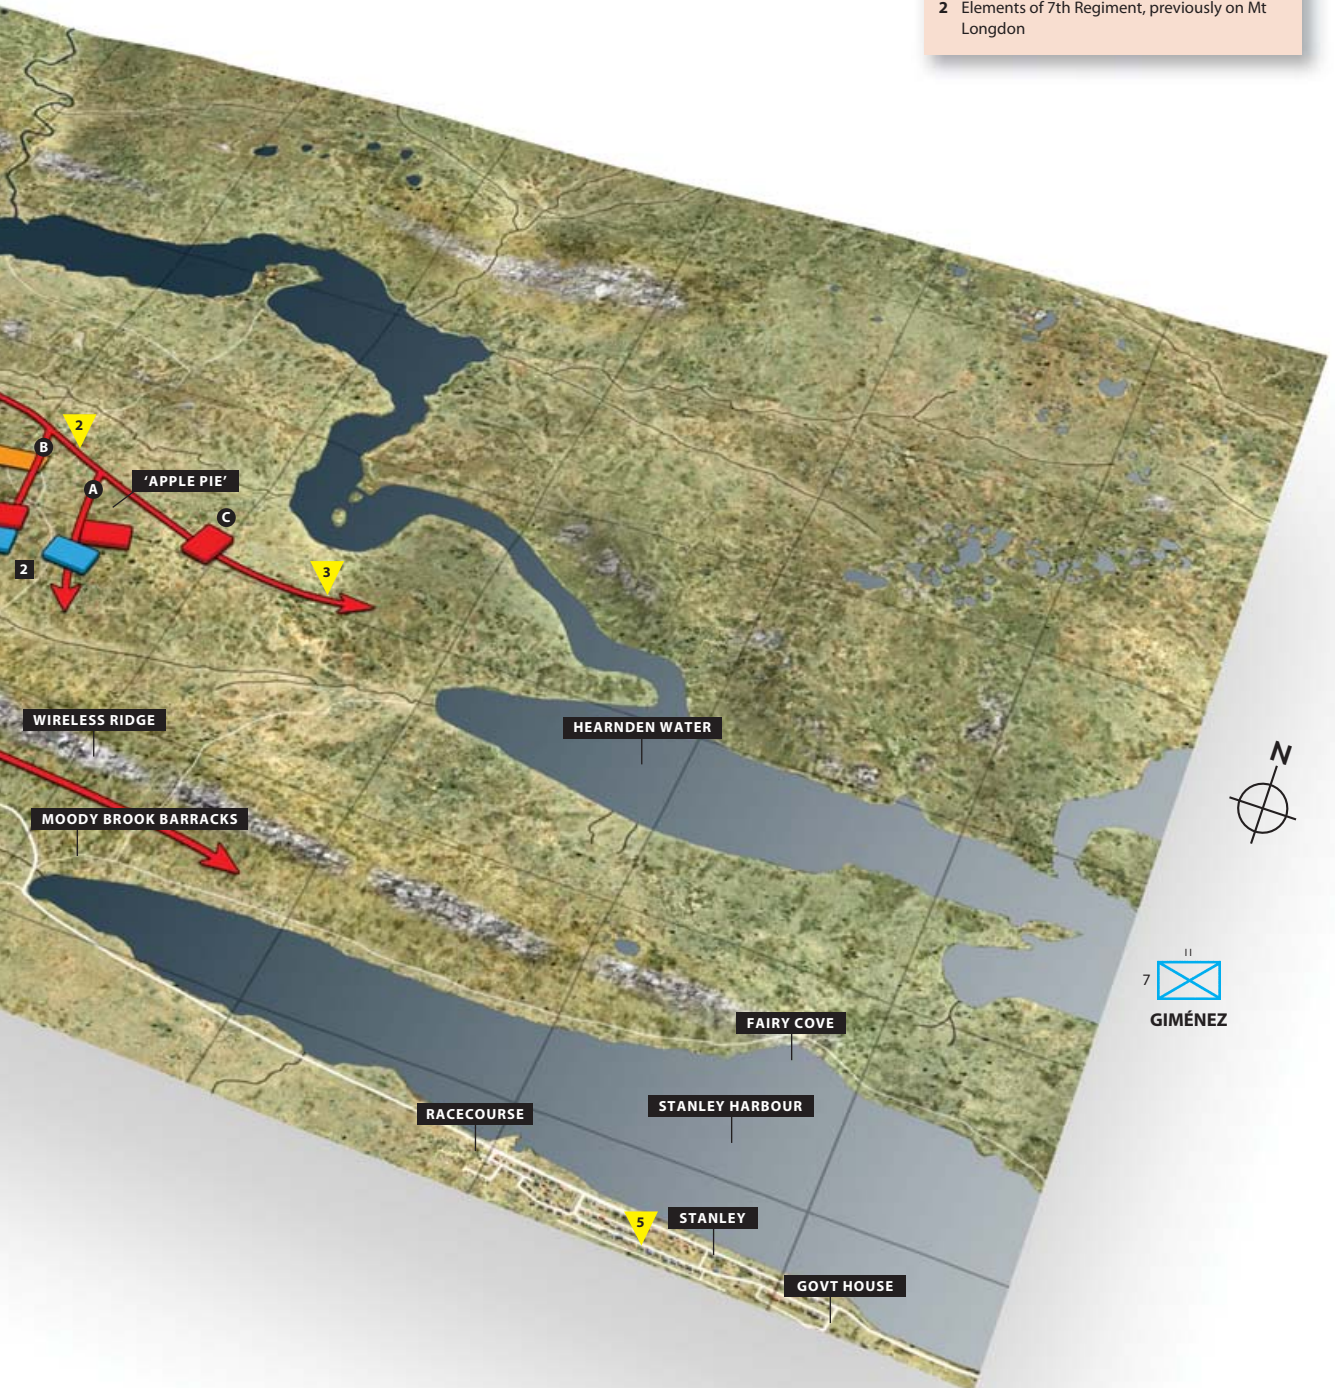 2 Elements of 7th Regiment, previously on Mt
Longdon
2
B
A
'APPLE PIE'
C
2
3
WIRELESS RIDGE
HEARNDEN WATER
N
MOODY BROOK BARRACKS
II
7
GIMÉNEZ
FAIRY COVE
STANLEY HARBOUR
RACECOURSE
5
STANLEY
GOVT HOUSE